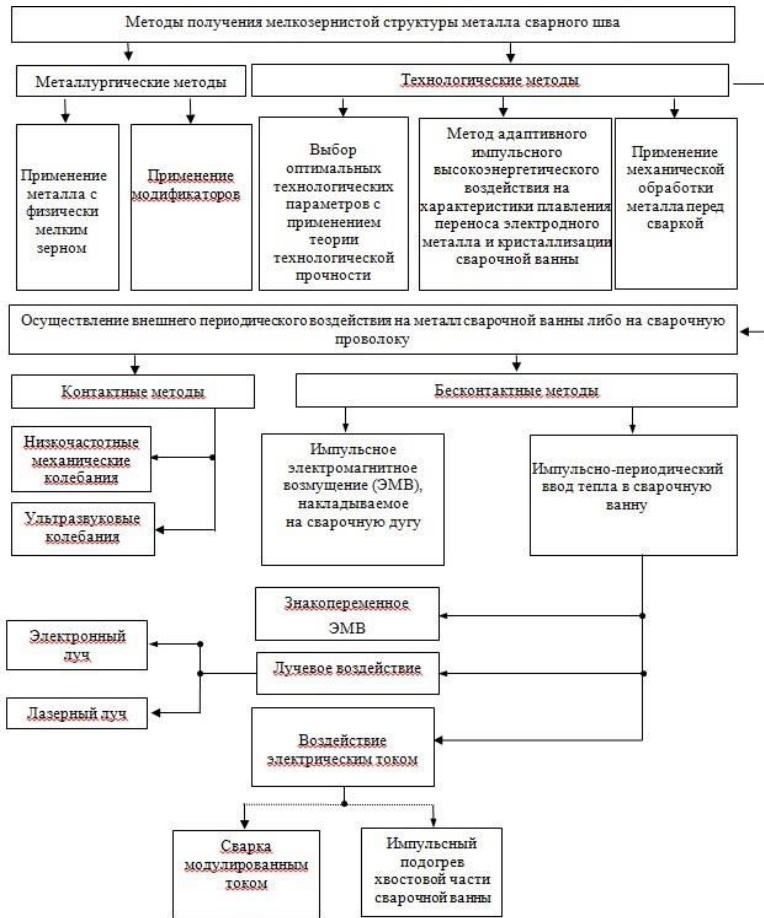 Методы получения мелкозернистой структуры металла сварного шва
Металлургические методы
Технологические методы
Применение
металла с
физически
мелким
зерном
Применение
модификаторов
Выбор
оптимальных
технологических
параметров с
применением
теории
технологической
прочности
Метод адаптивного
импульсного
высокоэнергетического
воздействия на
характеристики плавления
переноса электродного
металла и кристаллизации
сварочной ванны
Применение
механической
обработки
металла перед
сваркой
Осуществление внешнего периодического воздействия на металл сварочной ванны либо на сварочную
проволоку
Контактные методы
Бесконтактные методы
Низкочастотные
механические
колебания
Ультразвуковые
колебания
Импульсное
электромагнитное
возмущение (ЭМВ),
накладываемое
на сварочную дугу
Импульсно-периодический
ввод тепла в сварочную
ванну
Знакопеременное
ЭМВ
Электронный
луч
Лучевое воздействие
Лазерный луч
Воздействие
электрическим током
Сварка
модулированным
током
Импульсный
подогрев
хвостовой части
сварочной ванны